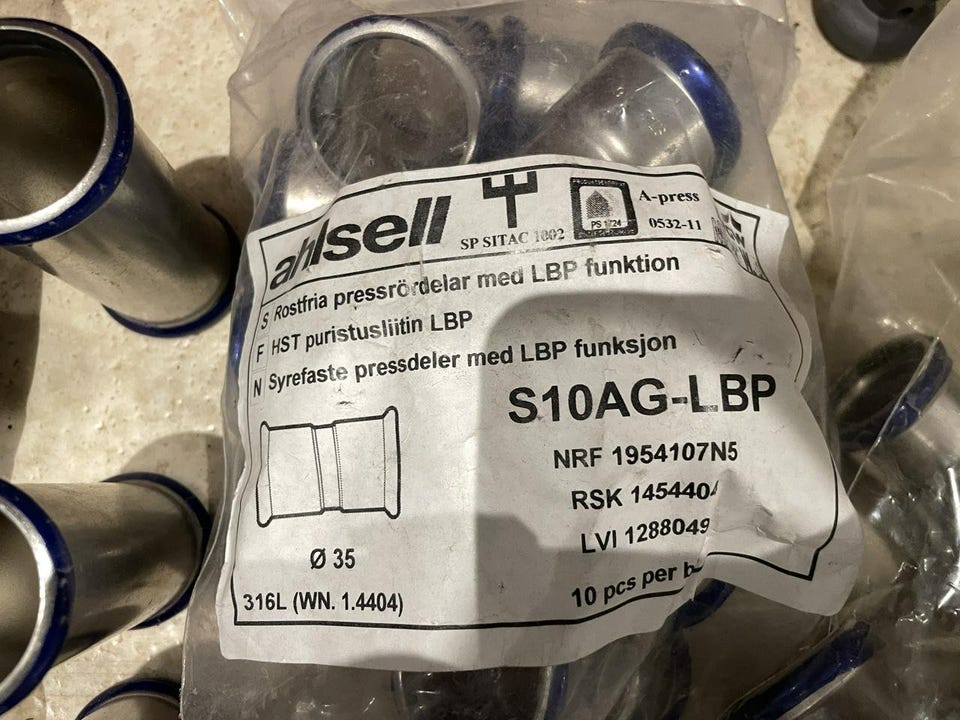 ahlsell
SP SITAC 1002
PS 1724
A-press
0532-11
S Rostfria pressrördelar med LBP funktion
F HST puristusliitin LBP
N Syrefaste pressdeler med LBP funksjon
S10AG-LBP
NRF 1954107N5
RSK 1454404
LVI 1288049
Ø 35
316L (WN. 1.4404)
10 pcs per